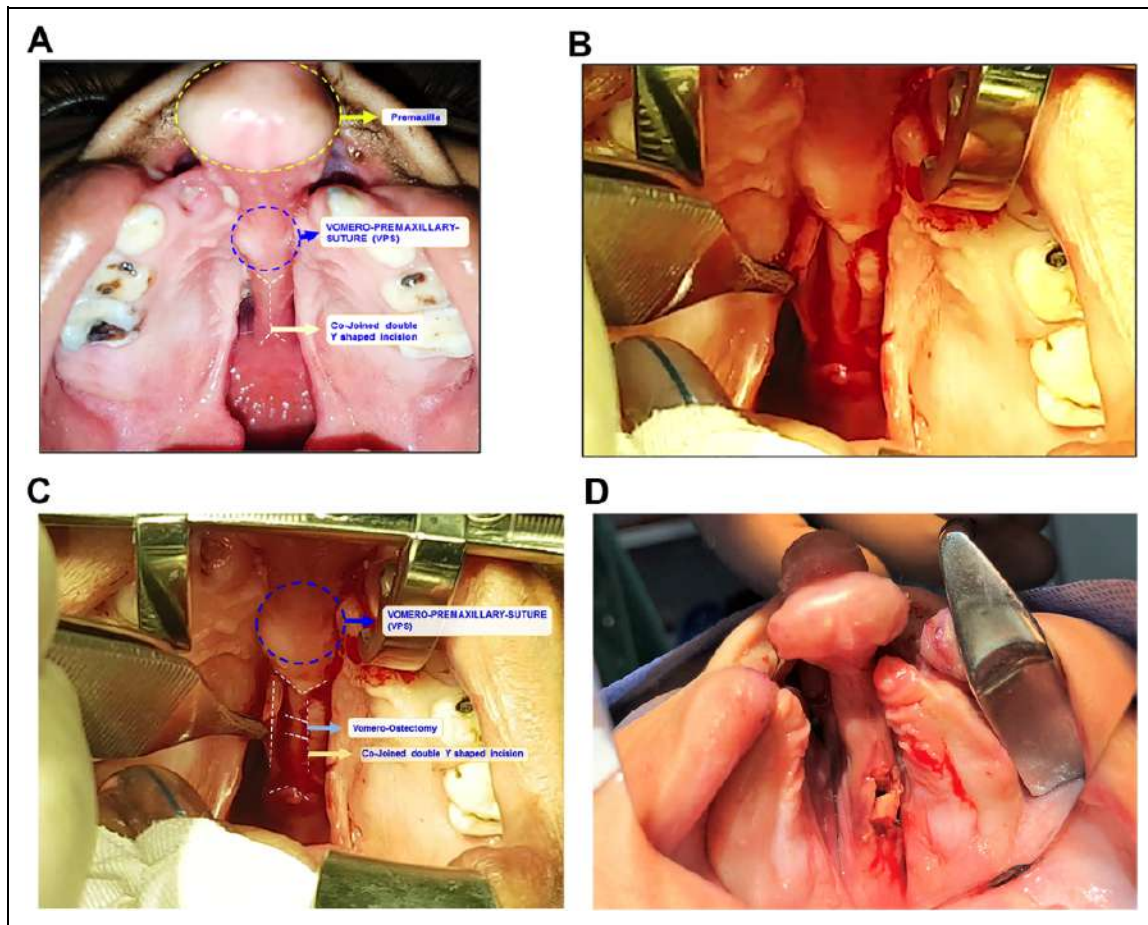 A
Premaxilla
VOMERO-PREMAXILLARY-
SUTURE (VPS)
Co-Joined double
Y shaped incision
B
C
VOMERO-PREMAXILLARY-SUTURE
(VPS)
Vomero-Ostectomy
Co-Joined double Y shaped incision
D